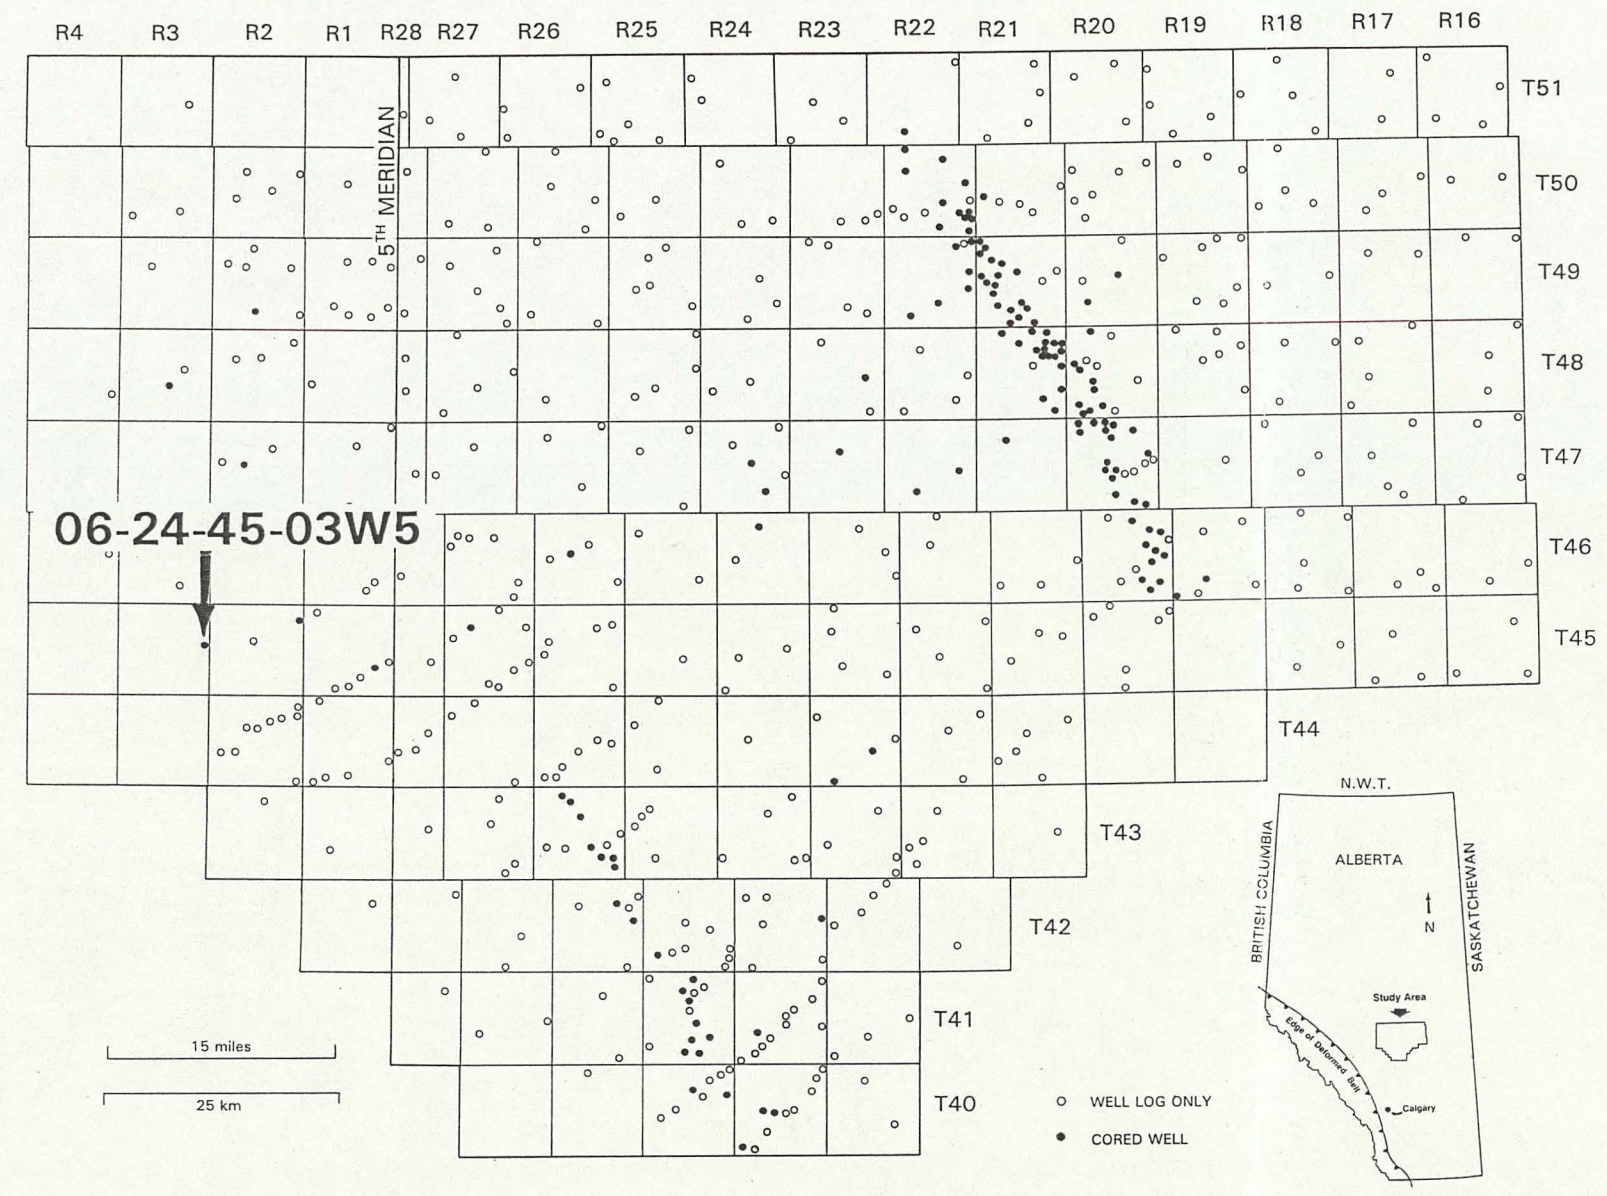 R4 R3 R2 R1 R28 R27 R26 R25 R24 R23 R22 R21 R20 R19 R18 R17 R16
T51
5TH MERIDIAN
T50
T49
T48
T47
06-24-45-03W5
T46
T45
T44
N.W.T.
T43
BRITISH COLUMBIA
ALBERTA
SASKATCHEWAN
N
T42
Study Area
T41
Edge of Deformed Belt
15 miles
25 km
T40
WELL LOG ONLY
Calgary
CORED WELL